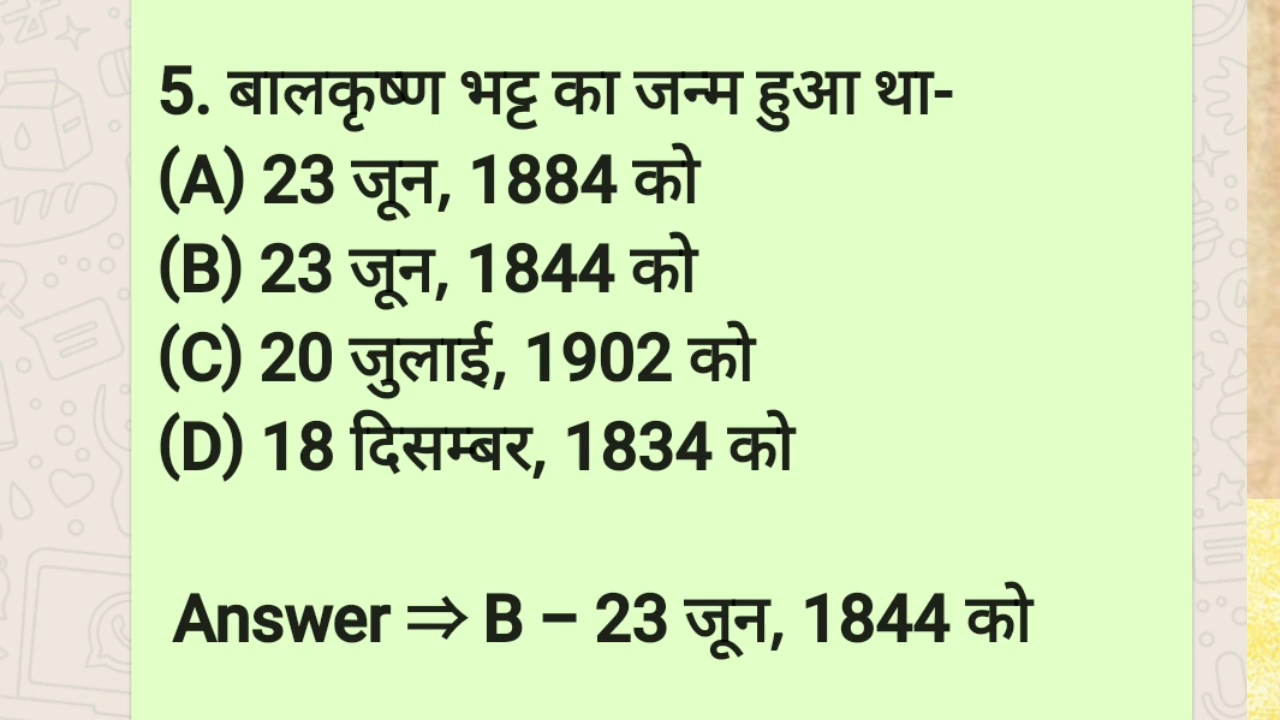 5. बालकृष्ण भट्ट का जन्म हुआ था-
(A) 23 जून, 1884 को
(B) 23 जून, 1844 को
(C) 20 जुलाई, 1902 को
(D) 18 दिसम्बर, 1834 को
Answer ⇒ B – 23 जून, 1844 को